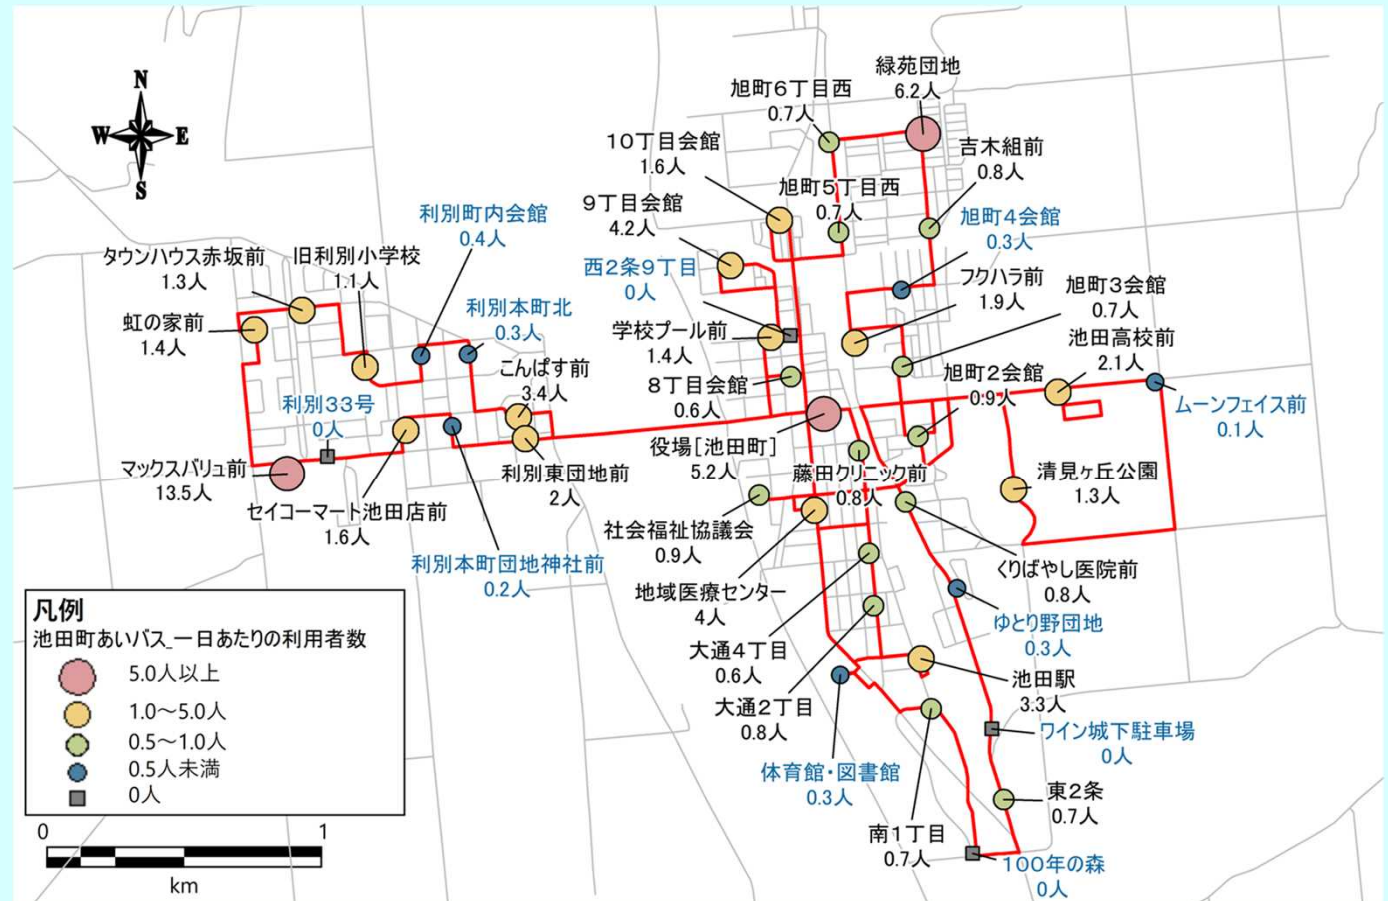 N
W
E
S
緑苑団地
6.2人
旭町6丁目西
0.7人
10丁目会館
1.6人
吉木組前
0.8人
旭町5丁目西
0.7人
9丁目会館
4.2人
利別町内会館
0.4人
旭町4会館
0.3人
タウンハウス赤坂前
1.3人
旧利別小学校
1.1人
西2条9丁目
0人
フクハラ前
1.9人
旭町3会館
0.7人
虹の家前
1.4人
利別本町北
0.3人
学校プール前
1.4人
池田高校前
2.1人
こんぱす前
3.4人
8丁目会館
0.6人
旭町2会館
0.9人
ムーンフェイス前
0.1人
利別33号
0人
マックスバリュ前
13.5人
利別東団地前
2人
役場[池田町]
5.2人
藤田クリニック前
0.8人
清見ヶ丘公園
1.3人
セイコーマート池田店前
1.6人
社会福祉協議会
0.9人
利別本町団地神社前
0.2人
地域医療センター
4人
くりばやし医院前
0.8人
ゆとり野団地
0.3人
大通4丁目
0.6人
池田駅
3.3人
大通2丁目
0.8人
ワイン城下駐車場
0人
体育館・図書館
0.3人
東2条
0.7人
南1丁目
0.7人
100年の森
0人
凡例
池田町あいバス_一日あたりの利用者数
5.0人以上
1.0～5.0人
0.5～1.0人
0.5人未満
0人
0
1
km